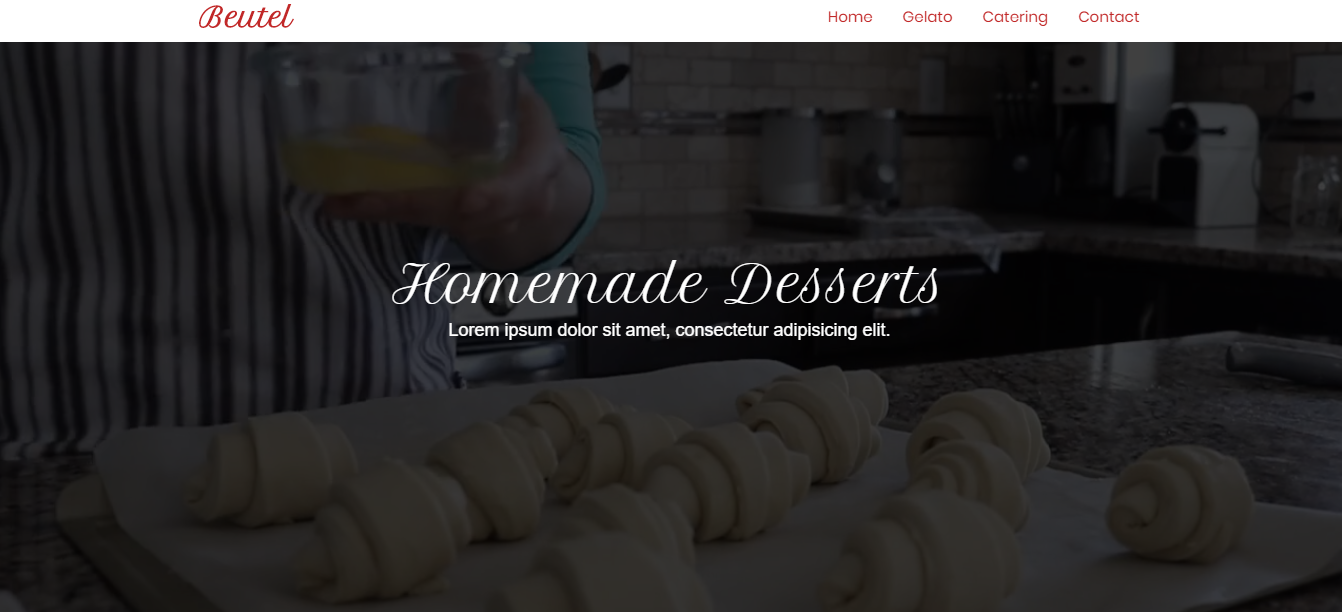 Beutel
Home Gelato Catering Contact
Homemade Desserts
Lorem ipsum dolor sit amet, consectetur adipisicing elit.